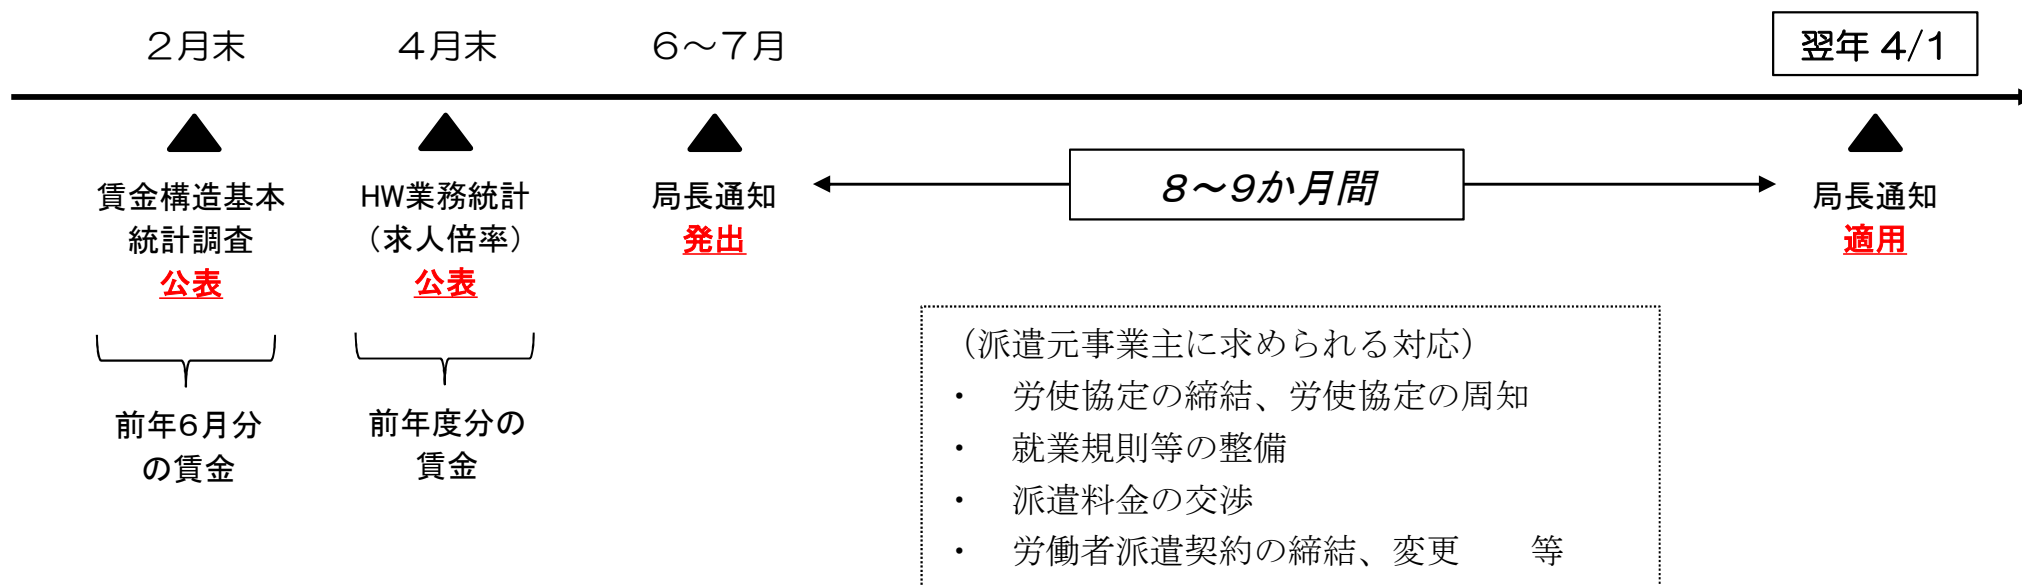 ２月末
４月末
６～７月
翌年 4/1
賃金構造基本
統計調査
公表
HW業務統計
（求人倍率）
公表
局長通知
発出
８～９か月間
局長通知
適用
前年６月分
の賃金
前年度分の
賃金
（派遣元事業主に求められる対応）
・　労使協定の締結、労使協定の周知
・　就業規則等の整備
・　派遣料金の交渉
・　労働者派遣契約の締結、変更　　等